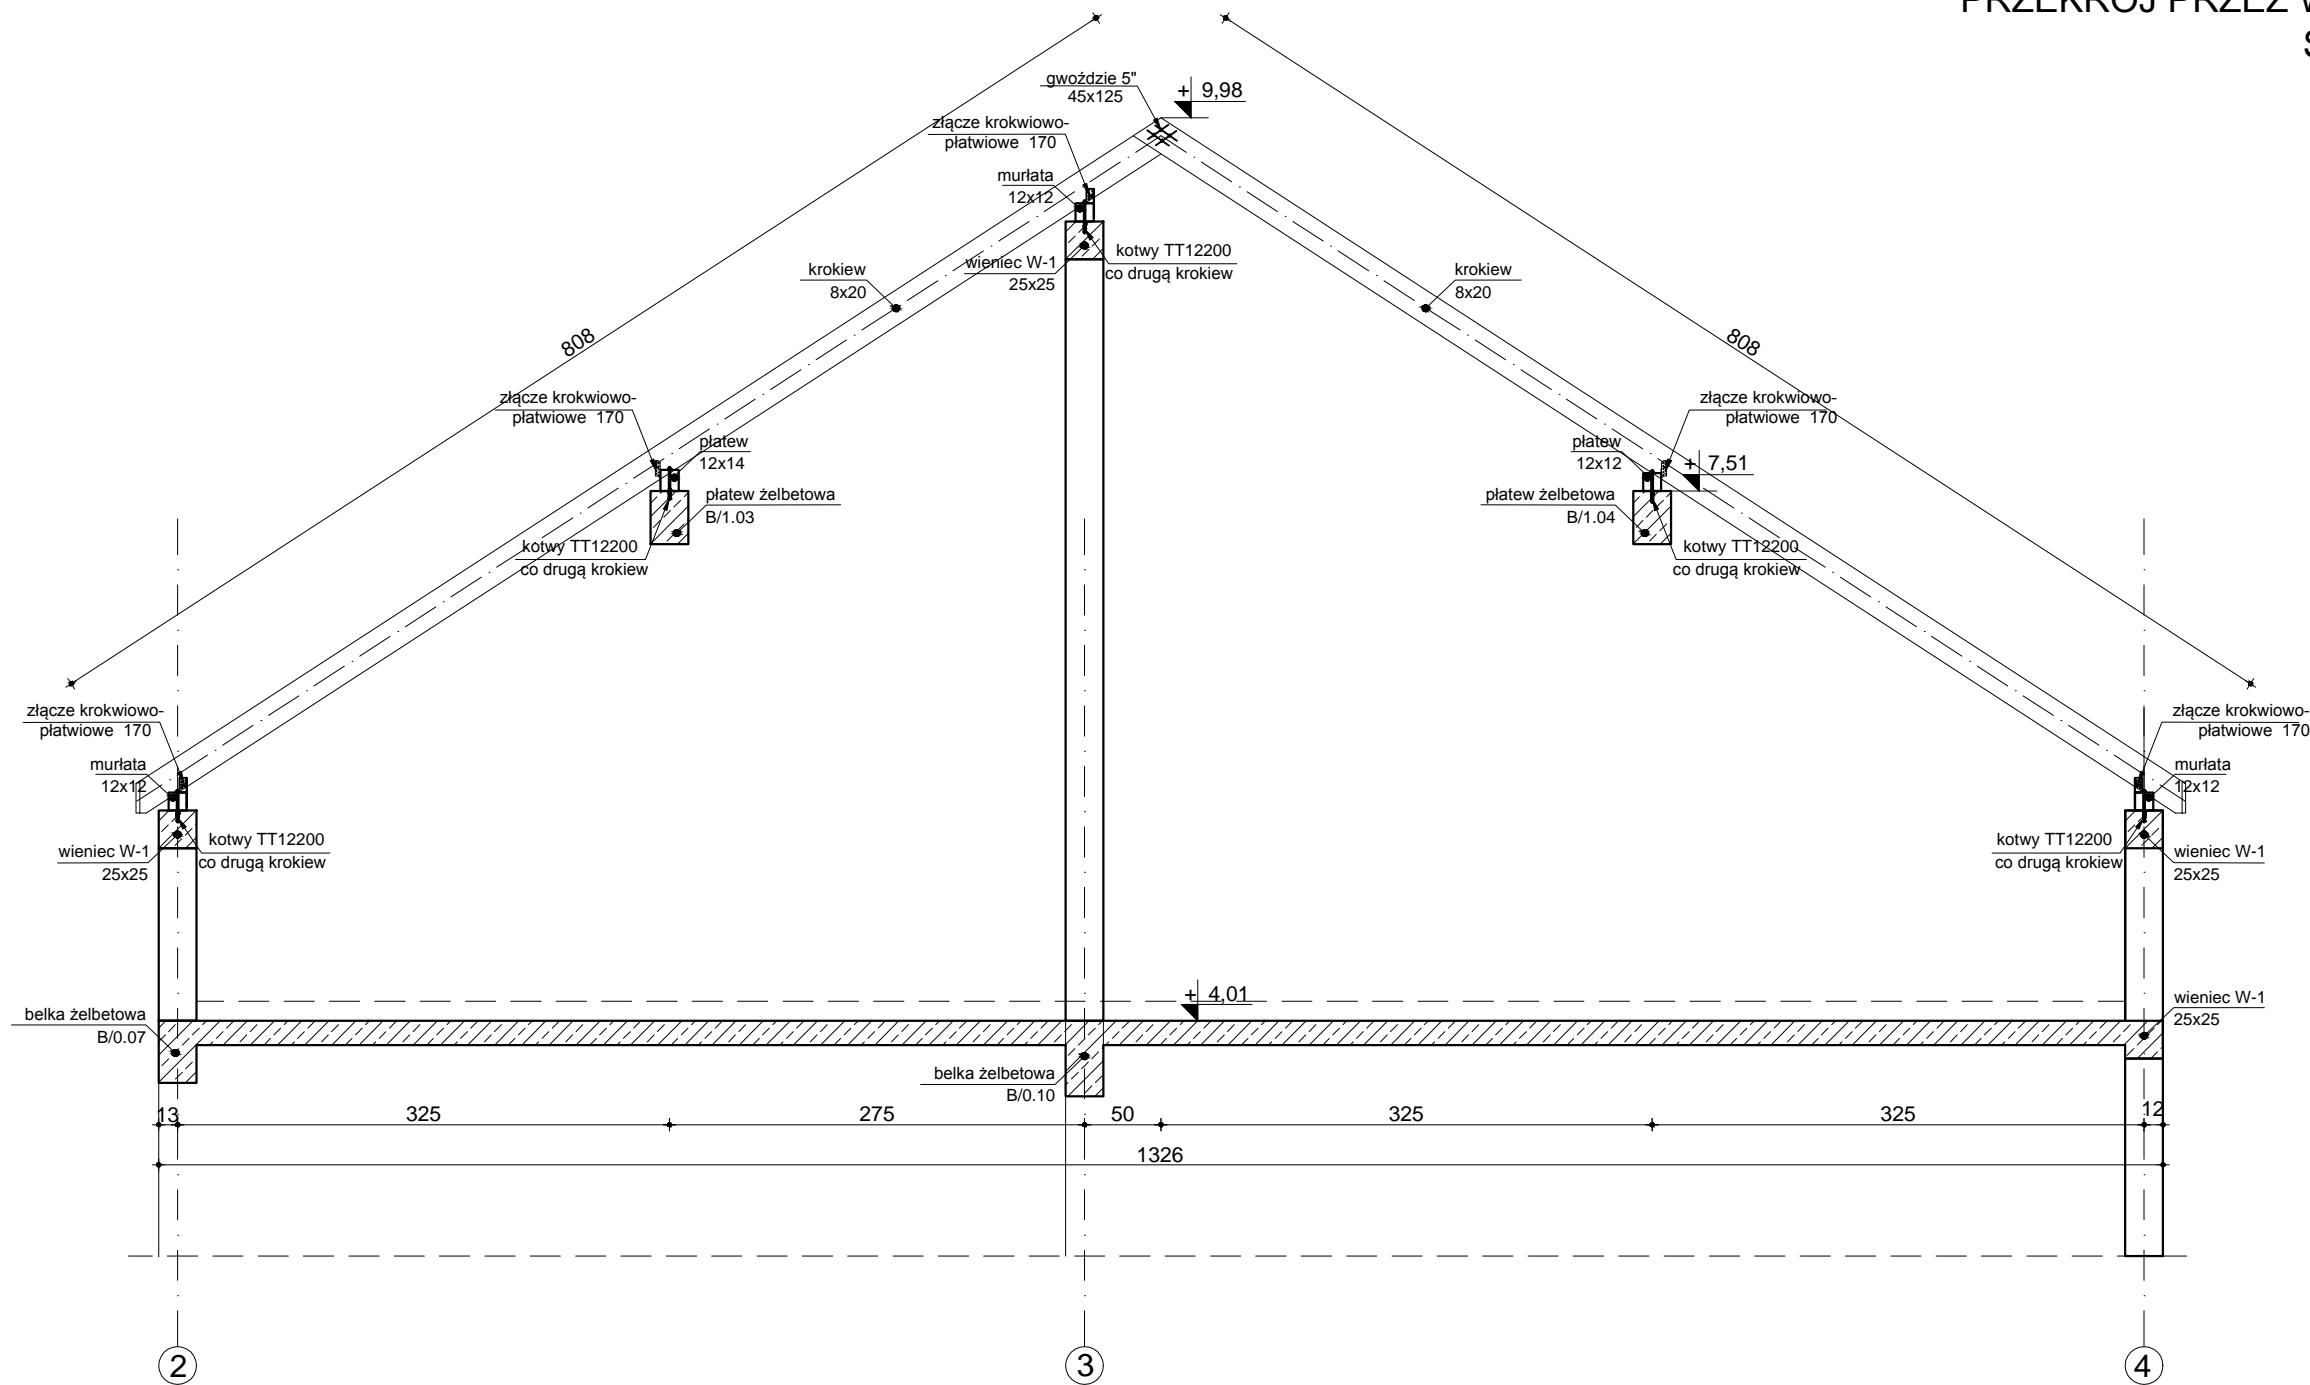 PRZEKRÓJ PRZEZ
gwoździe 5"
45x125
+ 9,98
złącze krokwiowo-
płatwiowe 170
murłata
12x12
kotwy TT12200
co drugą krokiew
wieniec W-1
25x25
krokiew
8x20
krokiew
8x20
808
808
złącze krokwiowo-
płatwiowe 170
płatew
12x14
płatew żelbetowa
B/1.03
kotwy TT12200
co drugą krokiew
złącze krokwiowo-
płatwiowe 170
płatew
12x12
+ 7,51
płatew żelbetowa
B/1.04
kotwy TT12200
co drugą krokiew
złącze krokwiowo-
płatwiowe 170
murłata
12x12
kotwy TT12200
co drugą krokiew
wieniec W-1
25x25
złącze krokwiowo-
płatwiowe 170
murłata
12x12
kotwy TT12200
co drugą krokiew
wieniec W-1
25x25
+ 4,01
wieniec W-1
25x25
belka żelbetowa
B/0.07
belka żelbetowa
B/0.10
13 325 275 50 325 325 12
1326
2 3 4